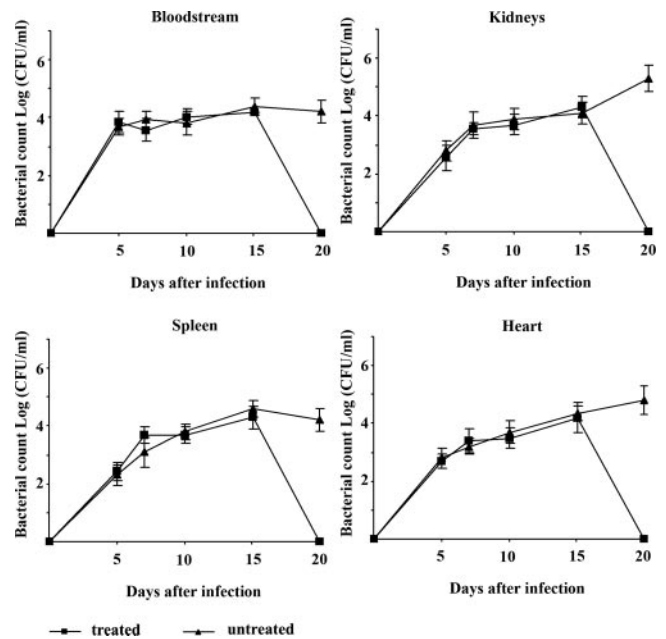 Bloodstream
Bacterial count Log (CFU/ml)
6
4
2
5 10 15 20
Days after infection
Kidneys
Bacterial count Log (CFU/ml)
6
4
2
5 10 15 20
Days after infection
Spleen
Bacterial count Log (CFU/ml)
6
4
2
5 10 15 20
Days after infection
Heart
Bacterial count Log (CFU/ml)
6
4
2
5 10 15 20
Days after infection
treated untreated